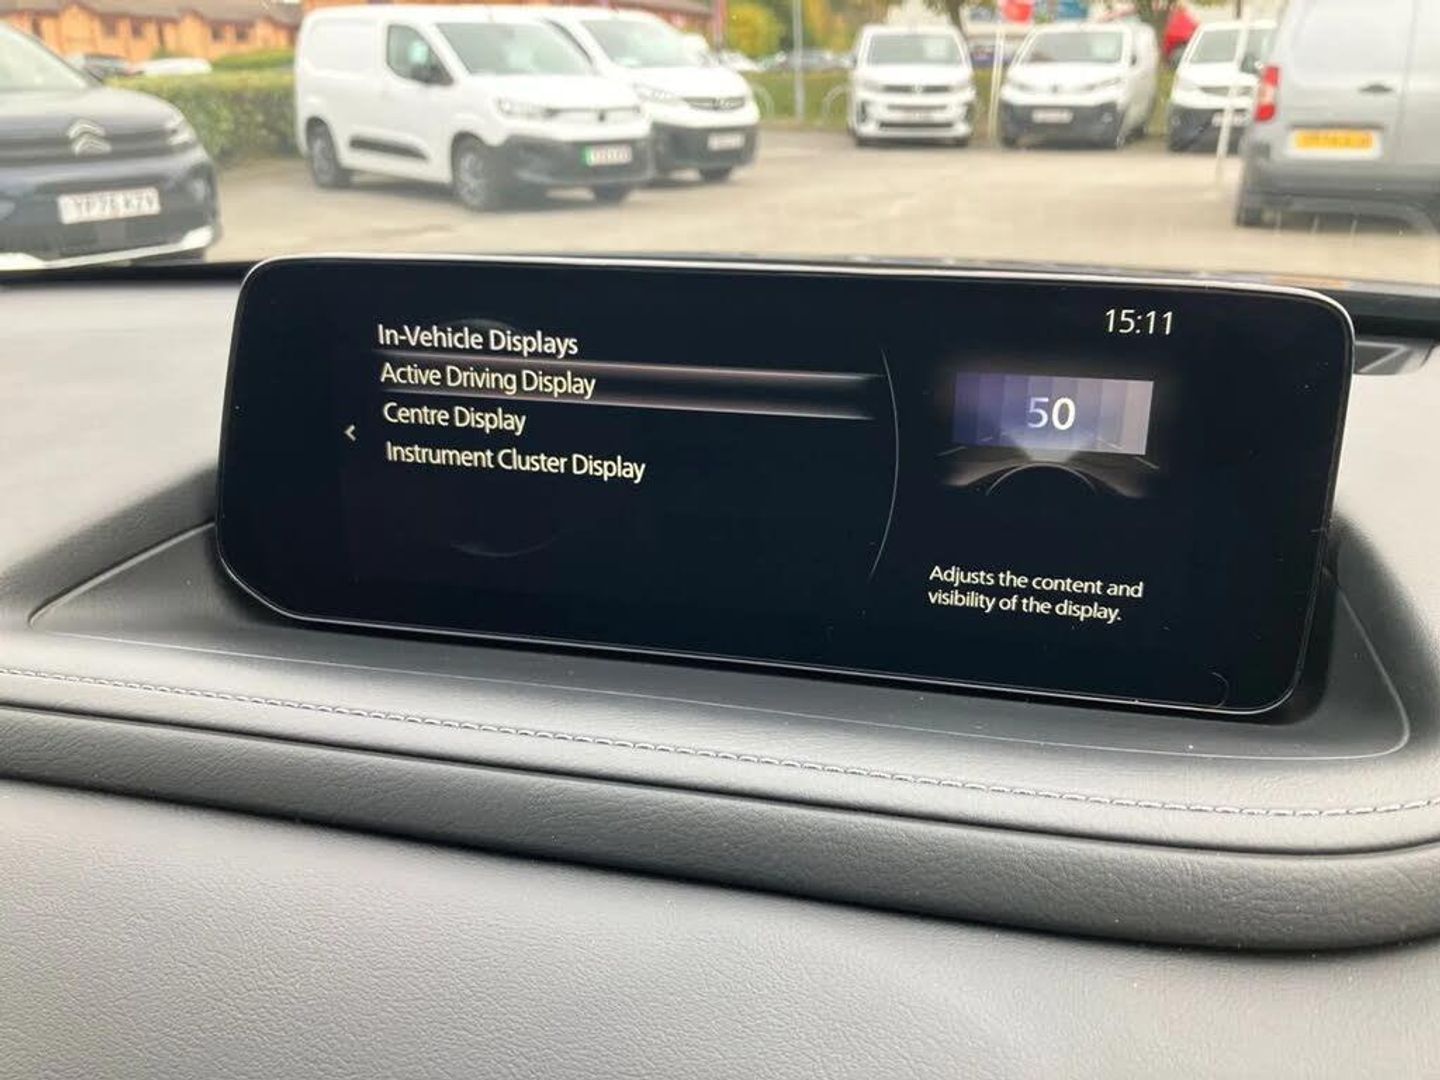 15:11
In-Vehicle Displays
Active Driving Display
Centre Display
Instrument Cluster Display
50
Adjusts the content and
visibility of the display.